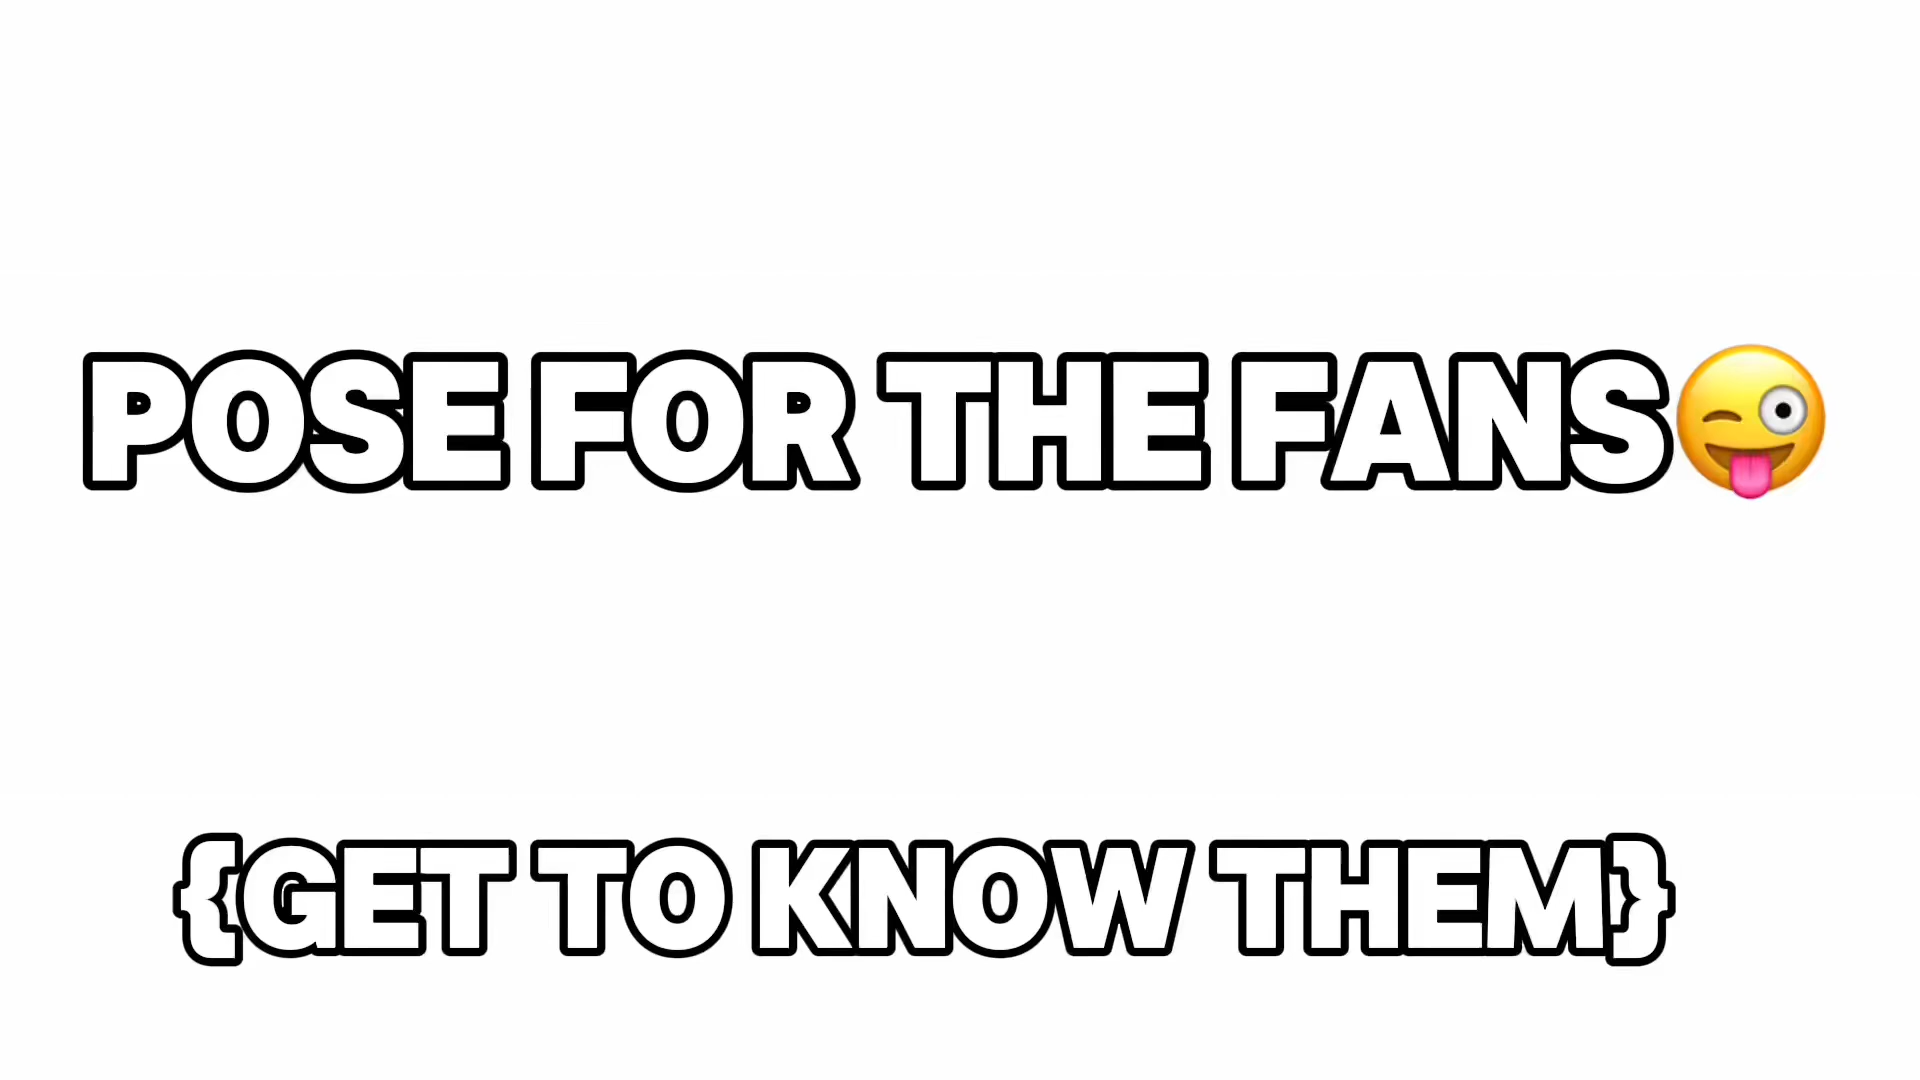 POSE FOR THE FANS😜
{GET TO KNOW THEM}